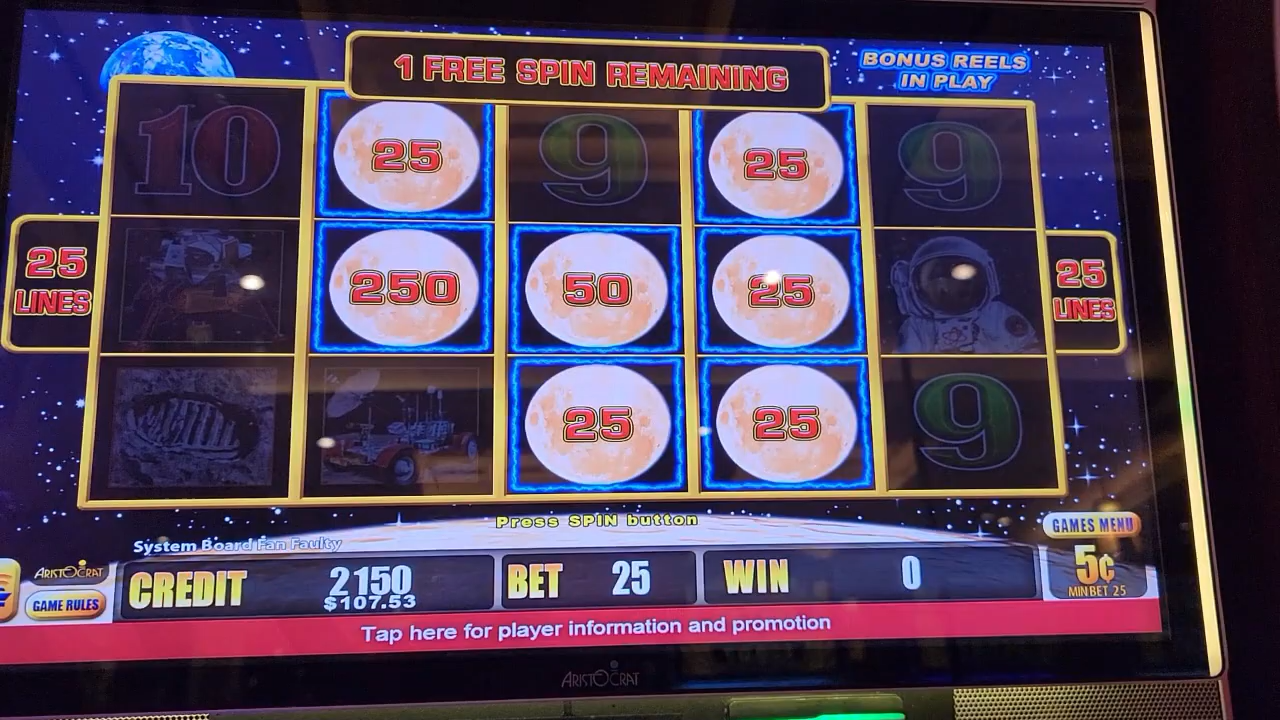 1 FREE SPIN REMAINING
BONUS REELS
IN PLAY
10
25
9
25
9
25
LINES
250
50
25
25
LINES
25
25
9
Press SPIN button
GAMES MENU
System Board Fan Faulty
ARISTOCRAT
GAME RULES
CREDIT
2150
$107.53
BET
25
WIN
0
5¢
MIN BET 25
Tap here for player information and promotion
ARISTOCRAT